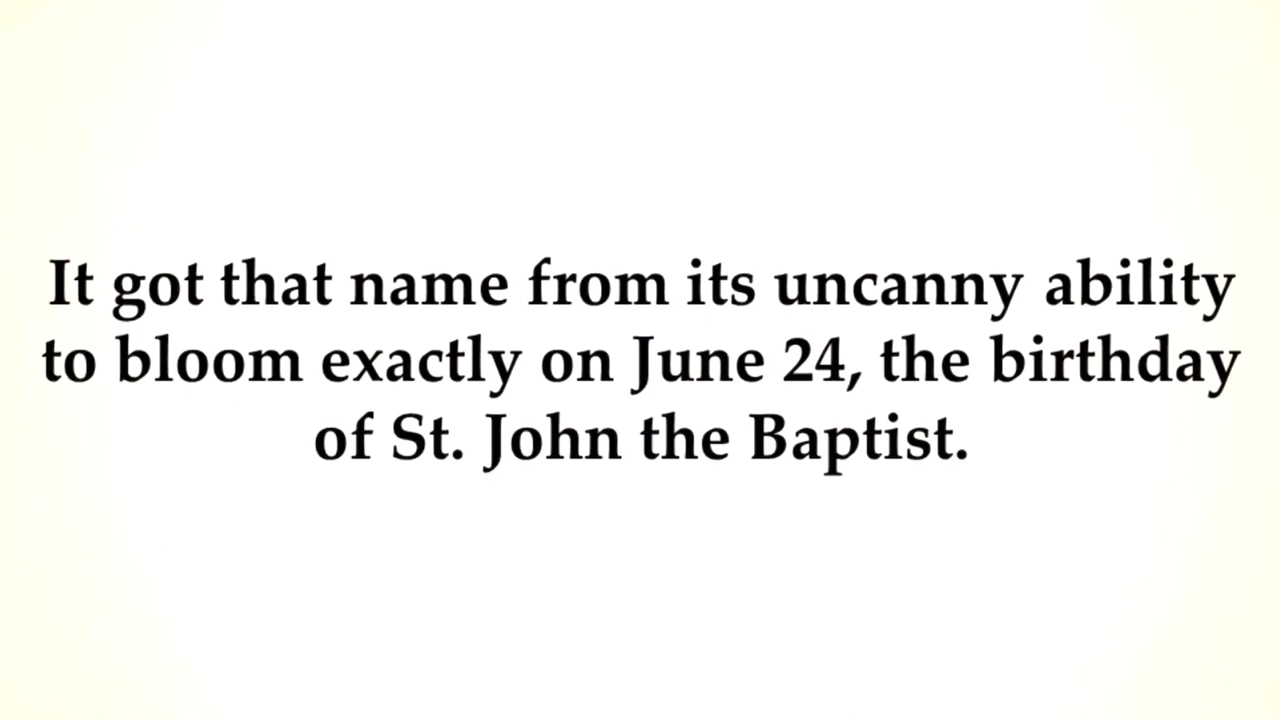 It got that name from its uncanny ability
to bloom exactly on June 24, the birthday
of St. John the Baptist.